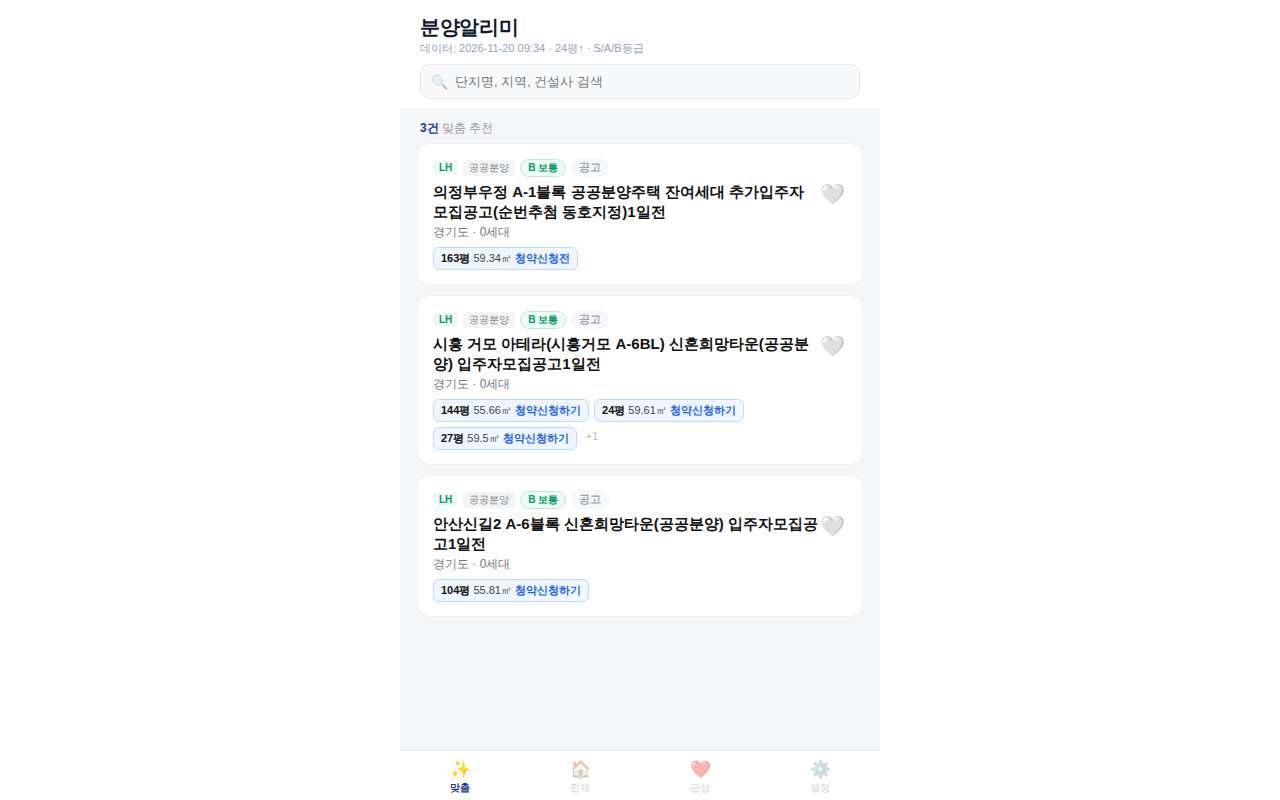 분양알리미
데이터: 2026-11-20 09:34 · 24평↑ · S/A/B등급
단지명, 지역, 건설사 검색
3건 맞춤 추천
LH 공공분양 B 보통 공고
의정부우정 A-1블록 공공분양주택 잔여세대 추가입주자
모집공고(순번추첨 동호지정)1일전
경기도 · 0세대
163평 59.34㎡ 청약신청전
LH 공공분양 B 보통 공고
시흥 거모 아테라(시흥거모 A-6BL) 신혼희망타운(공공분
양) 입주자모집공고1일전
경기도 · 0세대
144평 55.66㎡ 청약신청하기 24평 59.61㎡ 청약신청하기
27평 59.5㎡ 청약신청하기 +1
LH 공공분양 B 보통 공고
안산신길2 A-6블록 신혼희망타운(공공분양) 입주자모집공
고1일전
경기도 · 0세대
104평 55.81㎡ 청약신청하기
맞춤 전체 관심 설정